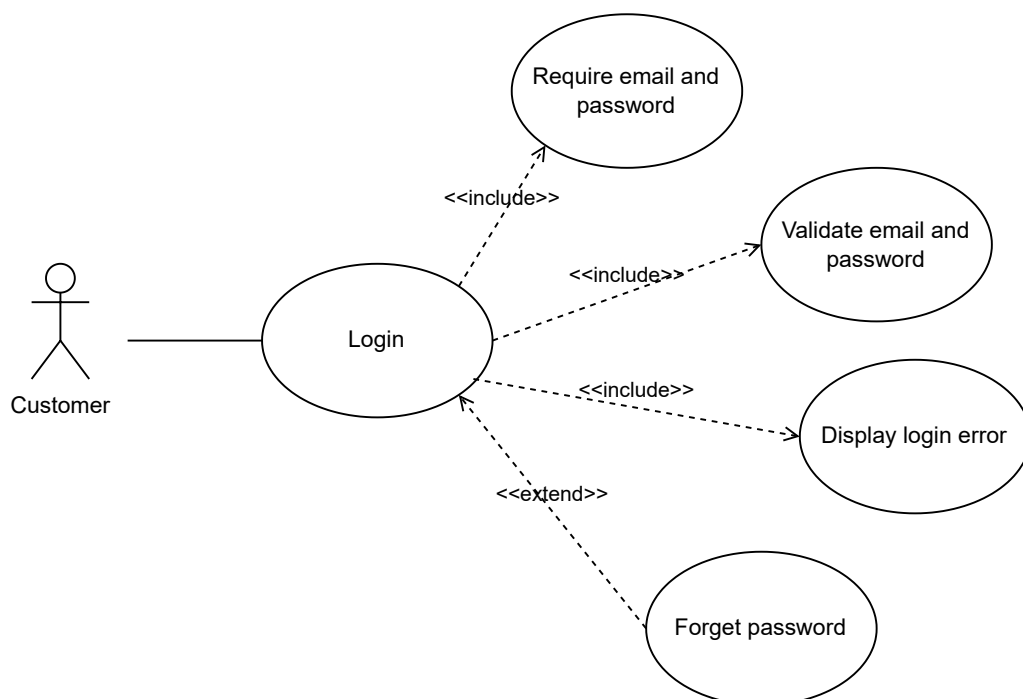 Require email and
password
<<include>>
Validate email and
password
<<include>>
Login
<<include>>
Customer
Display login error
<<extend>>
Forget password